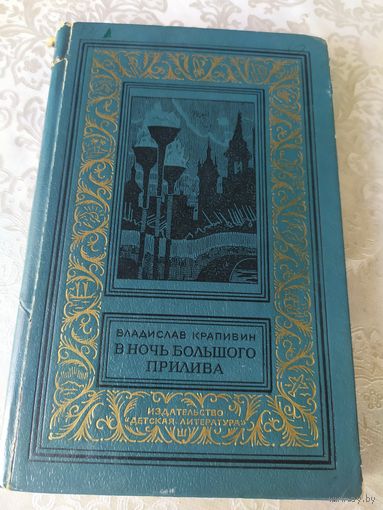 ВЛАДИСЛАВ КРАПИВИН
В НОЧЬ БОЛЬШОГО
ПРИЛИВА
ИЗДАТЕЛЬСТВО
«ДЕТСКАЯ ЛИТЕРАТУРА»